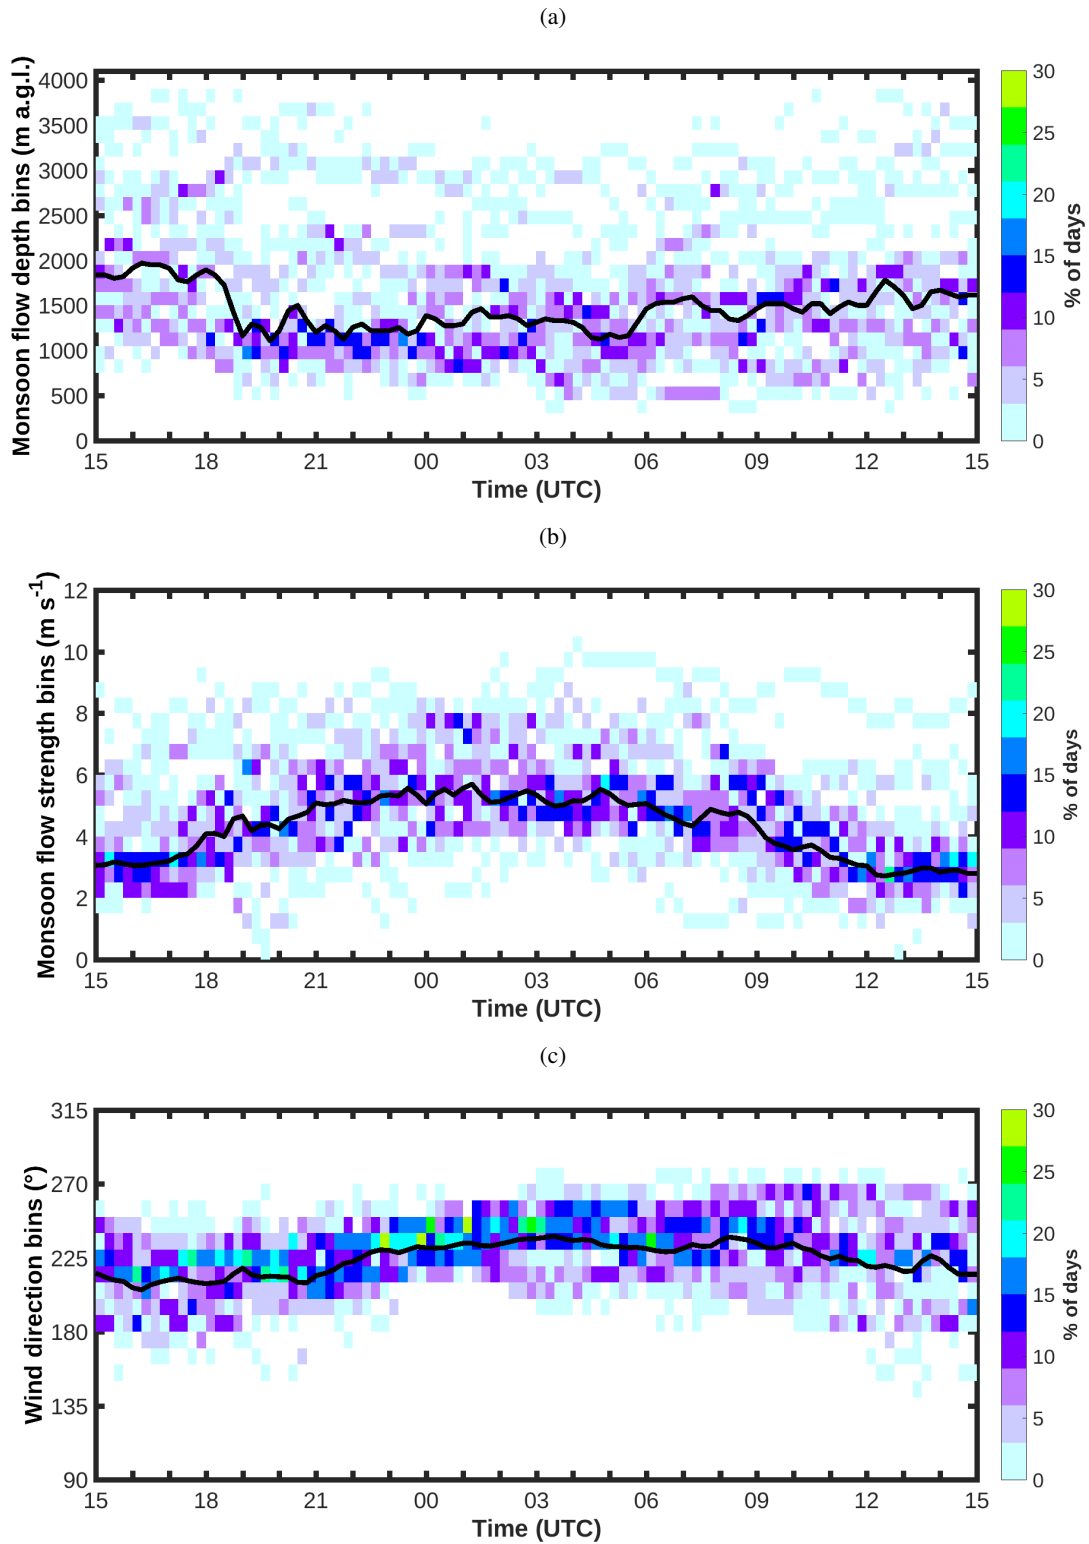 (a)
Monsoon flow depth bins (m a.g.l.)
4000
3500
3000
2500
2000
1500
1000
500
0
15 18 21 00 03 06 09 12 15
Time (UTC)
30
25
20
15
10
5
0
% of days
(b)
Monsoon flow strength bins (m s⁻¹)
12
10
8
6
4
2
0
15 18 21 00 03 06 09 12 15
Time (UTC)
30
25
20
15
10
5
0
% of days
(c)
Wind direction bins (°)
315
270
225
180
135
90
15 18 21 00 03 06 09 12 15
Time (UTC)
30
25
20
15
10
5
0
% of days